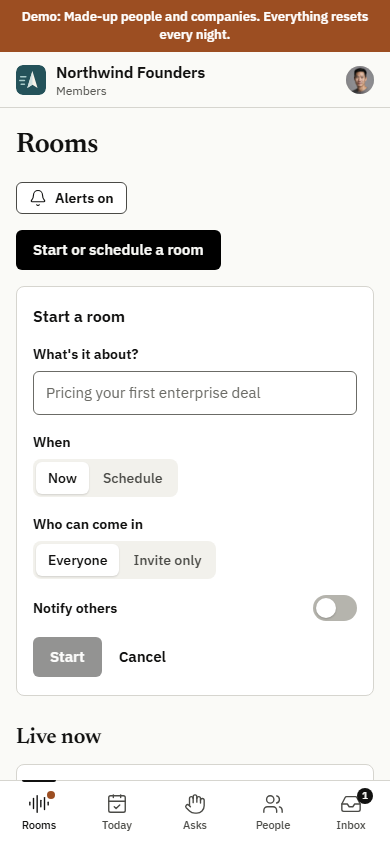 Demo: Made-up people and companies. Everything resets
every night.
Northwind Founders
Members
Rooms
Alerts on
Start or schedule a room
Start a room
What's it about?
Pricing your first enterprise deal
When
Now Schedule
Who can come in
Everyone Invite only
Notify others
Start Cancel
Live now
1
Rooms Today Asks People Inbox